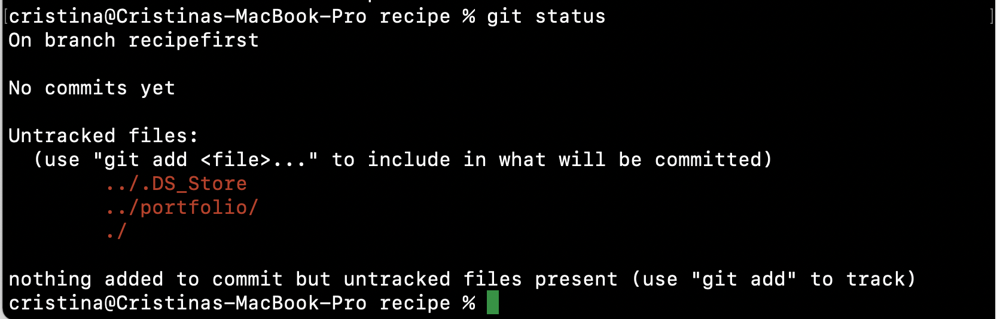 [cristina@Cristinas-MacBook-Pro recipe % git status ]
On branch recipefirst
No commits yet
Untracked files:
(use "git add <file>..." to include in what will be committed)
../.DS_Store
../portfolio/
./
nothing added to commit but untracked files present (use "git add" to track)
cristina@Cristinas-MacBook-Pro recipe %